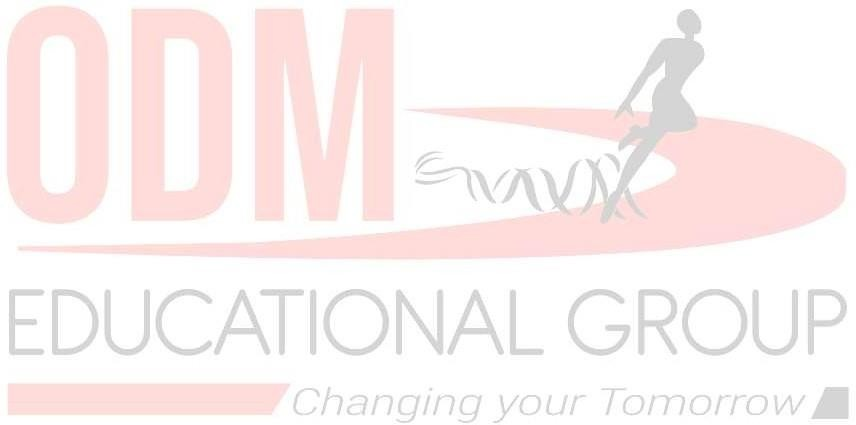 ODM
EDUCATIONAL GROUP
Changing your Tomorrow